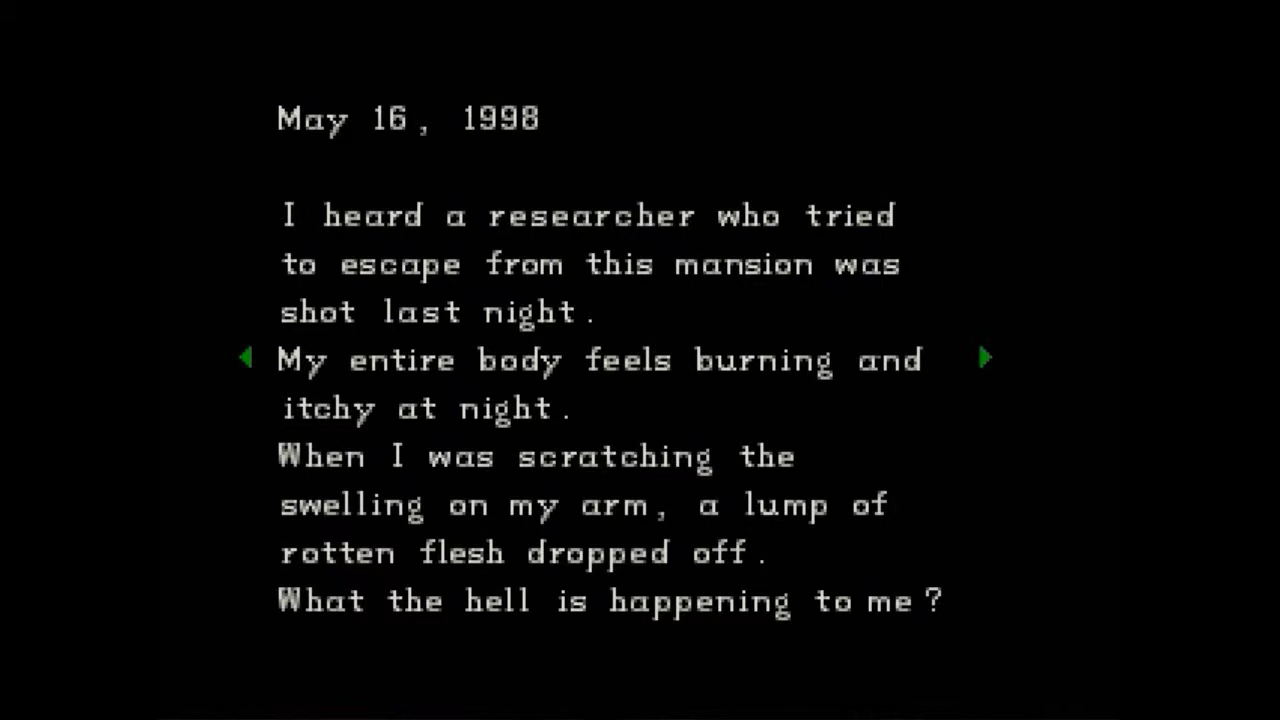 May 16, 1998
I heard a researcher who tried
to escape from this mansion was
shot last night.
My entire body feels burning and
itchy at night.
When I was scratching the
swelling on my arm, a lump of
rotten flesh dropped off.
What the hell is happening to me?